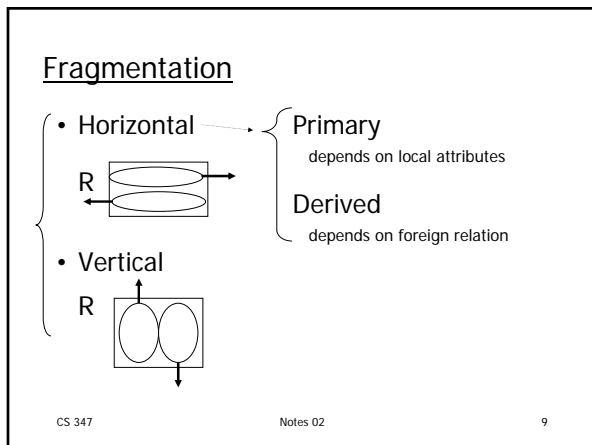 Fragmentation
• Horizontal
Primary
depends on local attributes
R
Derived
depends on foreign relation
• Vertical
R
CS 347
Notes 02
9